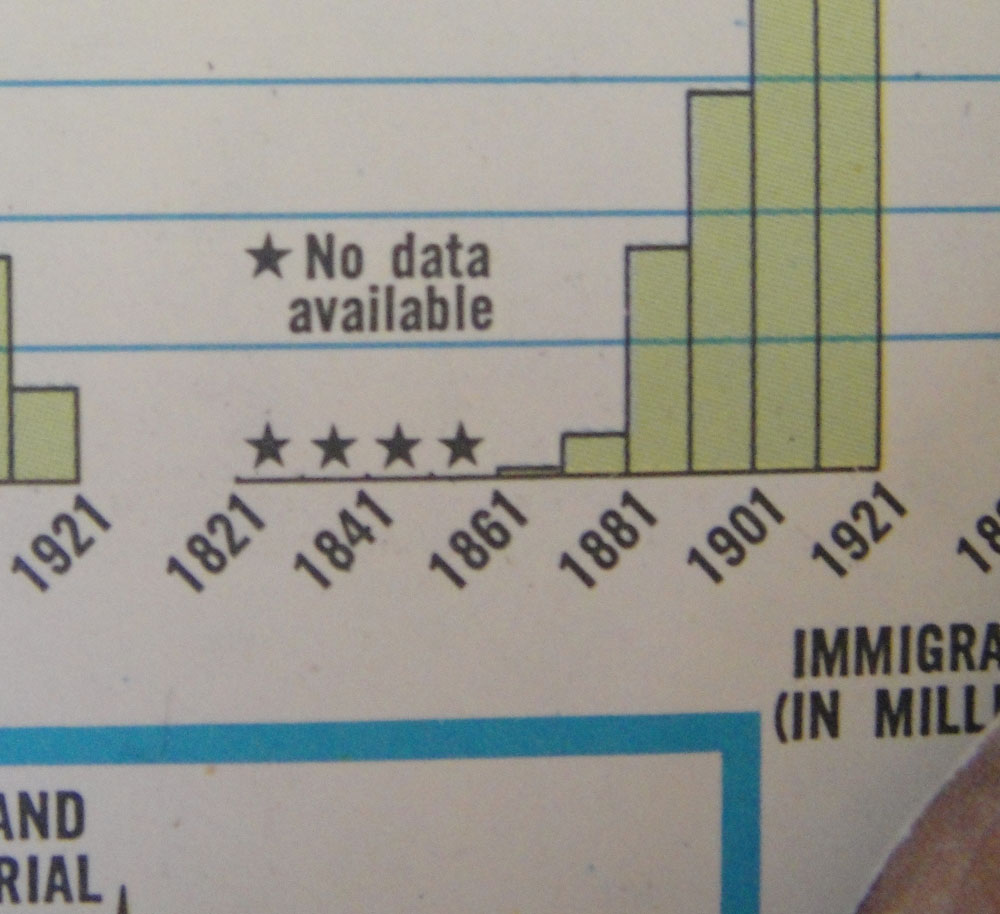 ★ No data
available
★ ★ ★ ★
1921
1821
1841
1861
1881
1901
1921
IMMIGRA
(IN MILL
AND
RIAL